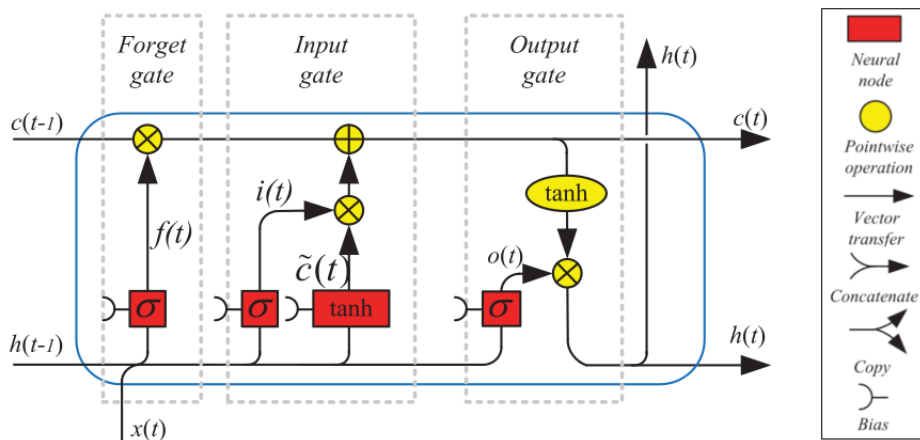 Forget
gate
Input
gate
Output
gate
h(t)
c(t-1)
c(t)
tanh
i(t)
f(t)
c̃(t)
o(t)
σ
σ
tanh
σ
h(t-1)
h(t)
x(t)
Neural
node
Pointwise
operation
Vector
transfer
Concatenate
Copy
Bias